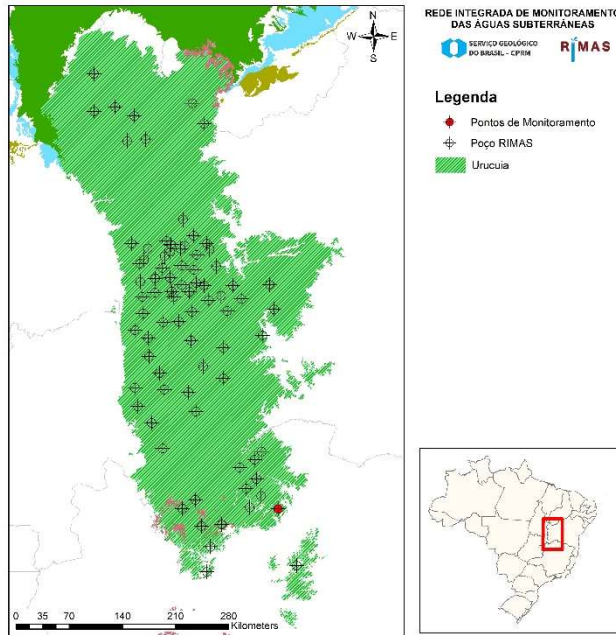 REDE INTEGRADA DE MONITORAMENTO
DAS ÁGUAS SUBTERRÂNEAS
SERVIÇO GEOLÓGICO
DO BRASIL - CPRM
RIMAS
N
W E
S
Legenda
Pontos de Monitoramento
Poço RIMAS
Urucuia
0 35 70 140 210 280
Kilometers